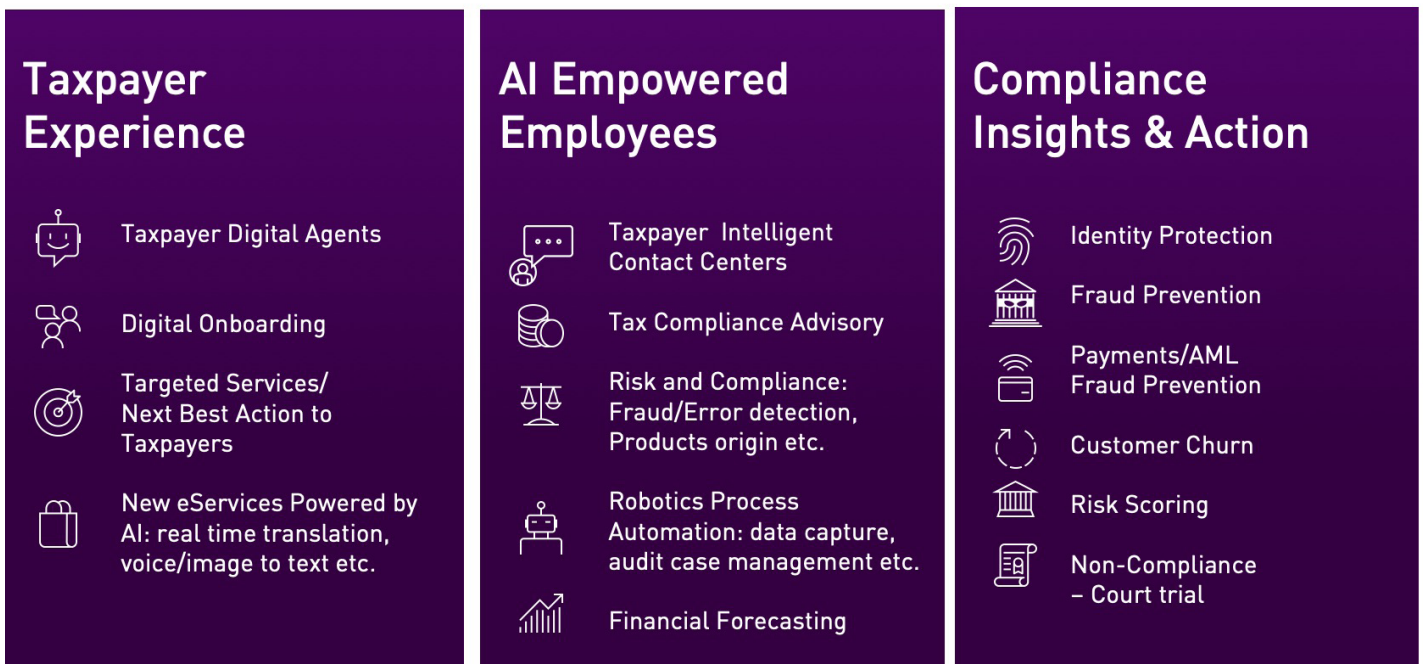 Taxpayer
Experience
Taxpayer Digital Agents
Digital Onboarding
Targeted Services/
Next Best Action to
Taxpayers
New eServices Powered by
AI: real time translation,
voice/image to text etc.
AI Empowered
Employees
Taxpayer Intelligent
Contact Centers
Tax Compliance Advisory
Risk and Compliance:
Fraud/Error detection,
Products origin etc.
Robotics Process
Automation: data capture,
audit case management etc.
Financial Forecasting
Compliance
Insights & Action
Identity Protection
Fraud Prevention
Payments/AML
Fraud Prevention
Customer Churn
Risk Scoring
Non-Compliance
– Court trial